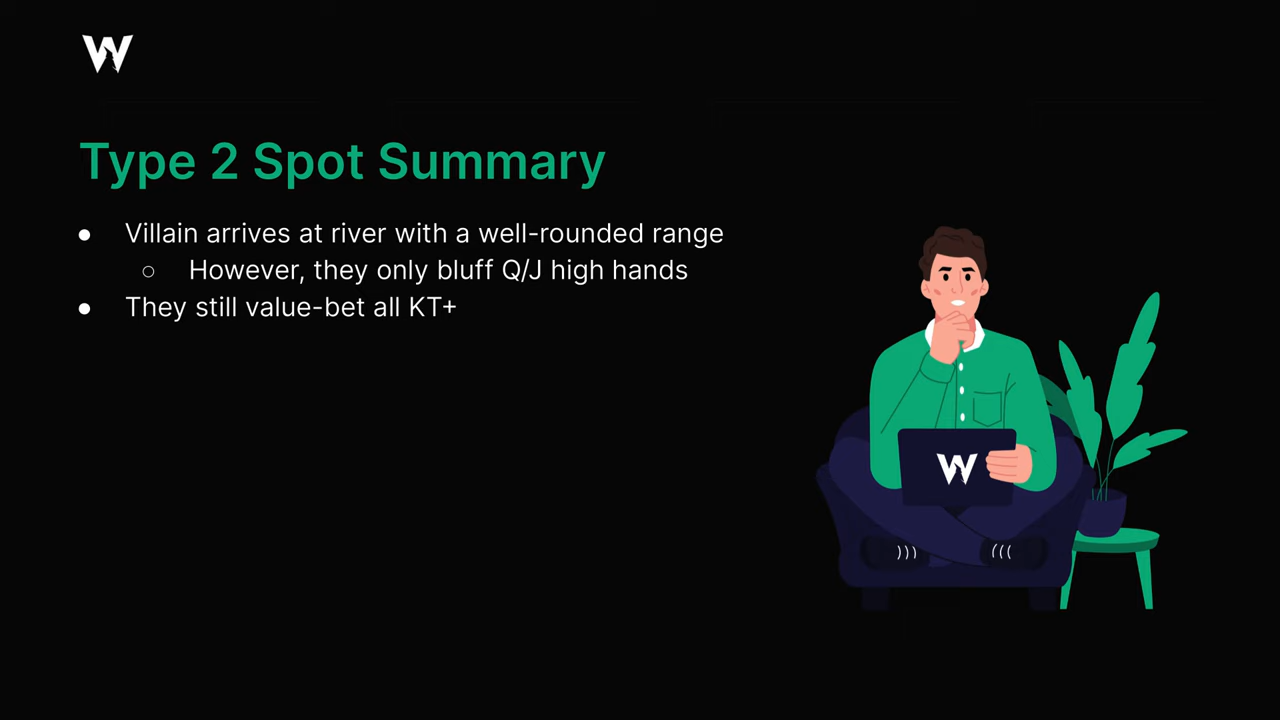 W
Type 2 Spot Summary
● Villain arrives at river with a well-rounded range
○ However, they only bluff Q/J high hands
● They still value-bet all KT+
W